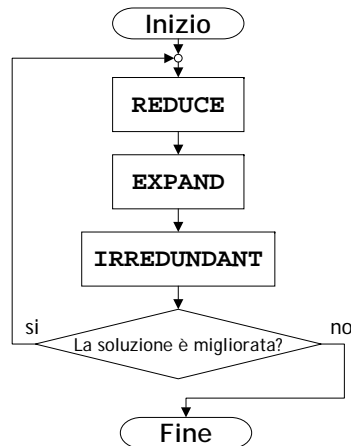 Inizio
REDUCE
EXPAND
IRREDUNDANT
si
La soluzione è migliorata?
no
Fine